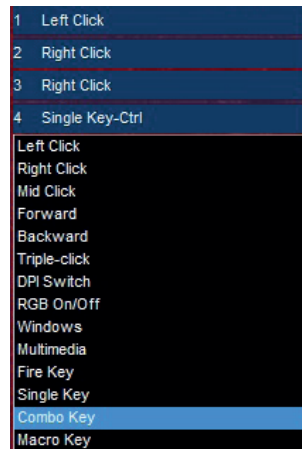 1 Left Click
2 Right Click
3 Right Click
4 Single Key-Ctrl
Left Click
Right Click
Mid Click
Forward
Backward
Triple-click
DPI Switch
RGB On/Off
Windows
Multimedia
Fire Key
Single Key
Combo Key
Macro Key